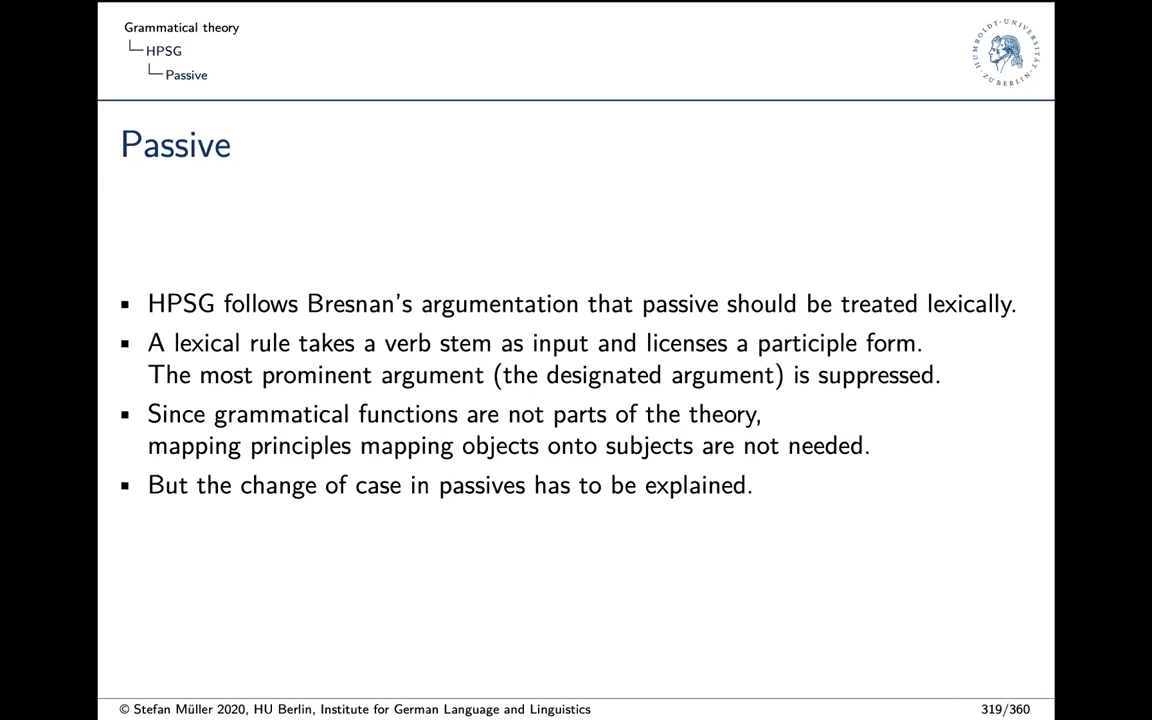 Grammatical theory
HPSG
Passive
HUMBOLDT-UNIVERSITÄT ZU BERLIN
Passive
▪ HPSG follows Bresnan's argumentation that passive should be treated lexically.
▪ A lexical rule takes a verb stem as input and licenses a participle form.
The most prominent argument (the designated argument) is suppressed.
▪ Since grammatical functions are not parts of the theory,
mapping principles mapping objects onto subjects are not needed.
▪ But the change of case in passives has to be explained.
© Stefan Müller 2020, HU Berlin, Institute for German Language and Linguistics
319/360